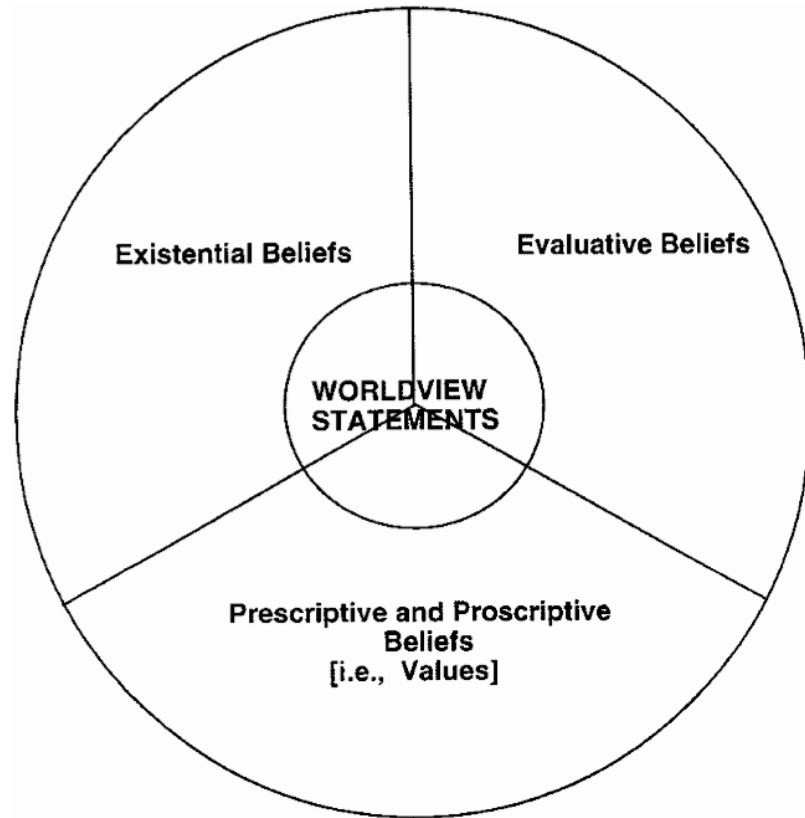 Existential Beliefs
Evaluative Beliefs
WORLDVIEW
STATEMENTS
Prescriptive and Proscriptive
Beliefs
[i.e., Values]